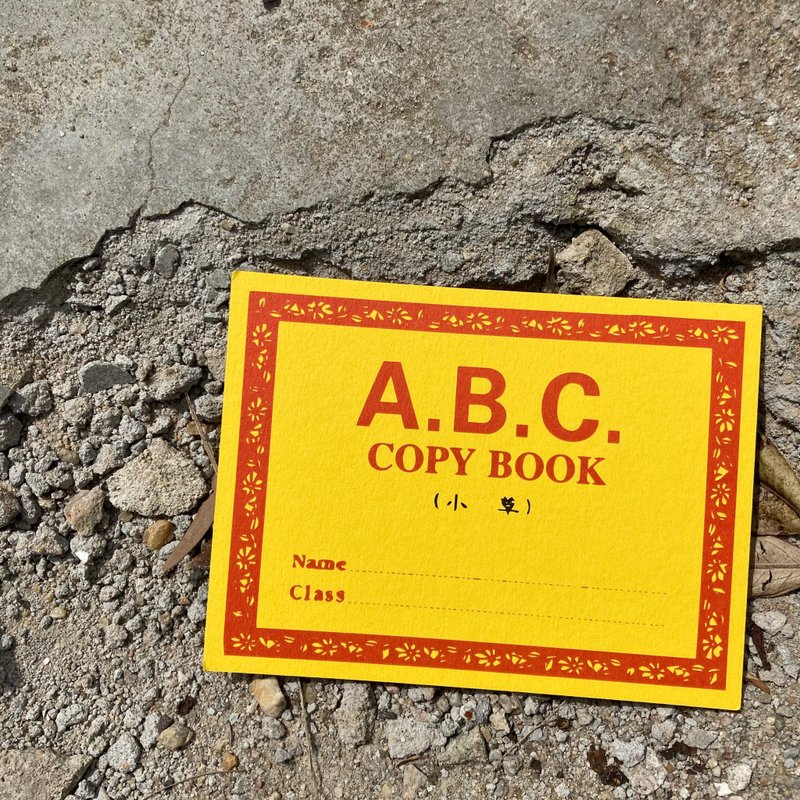 A.B.C.
COPY BOOK
(小 草)
Name
Class